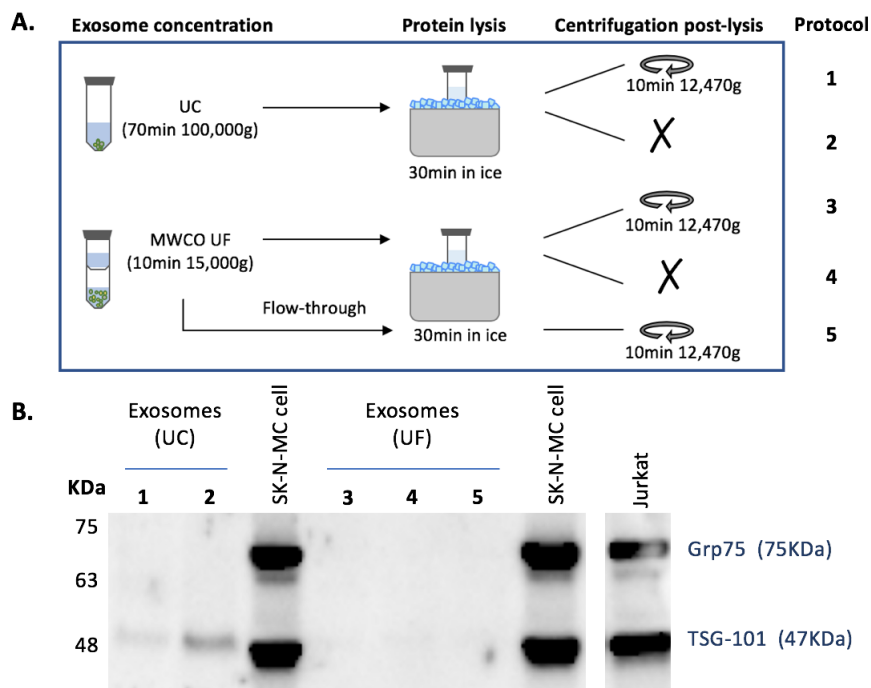 A.
Exosome concentration
Protein lysis
Centrifugation post-lysis
Protocol
UC
(70min 100,000g)
30min in ice
10min 12,470g
1
X
2
MWCO UF
(10min 15,000g)
Flow-through
30min in ice
30min in ice
10min 12,470g
3
X
4
10min 12,470g
5
B.
Exosomes
(UC)
SK-N-MC cell
Exosomes
(UF)
SK-N-MC cell
Jurkat
KDa
1
2
3
4
5
75
63
48
Grp75 (75KDa)
TSG-101 (47KDa)